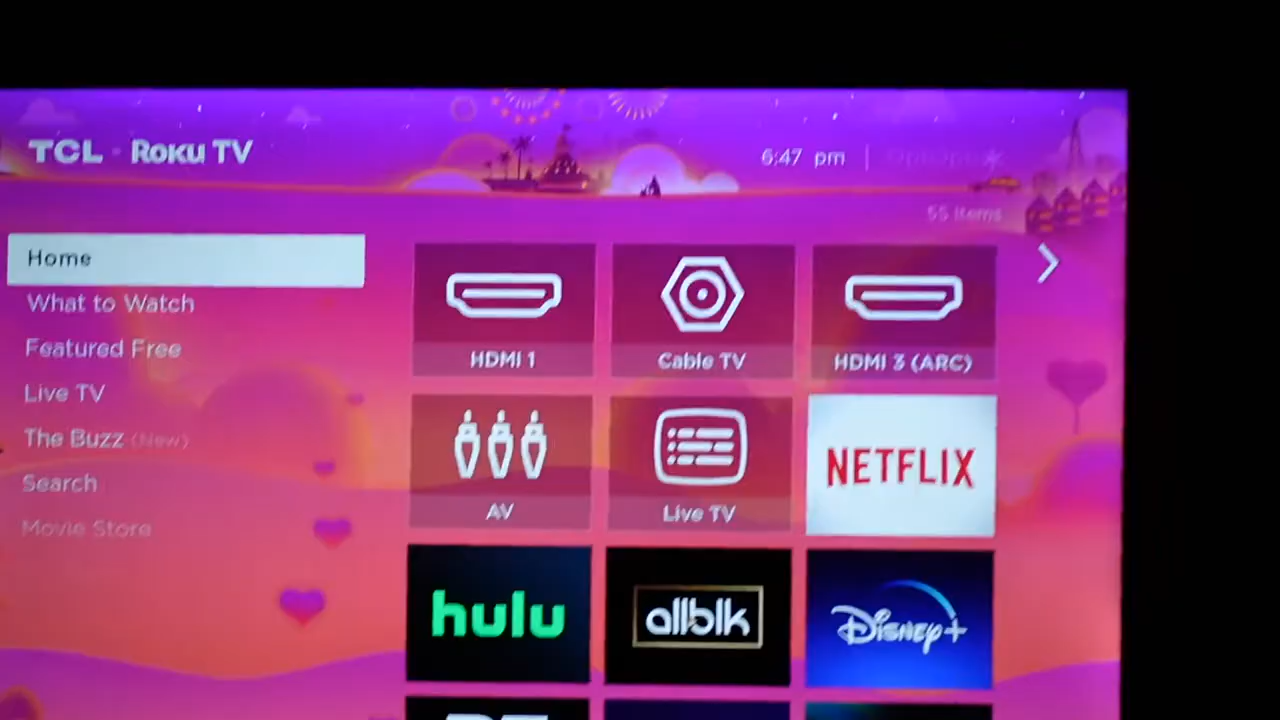 TCL · Roku TV
6:47 pm
55 items
Home
What to Watch
Featured Free
Live TV
The Buzz (New)
Search
Movie Store
HDMI 1
Cable TV
HDMI 3 (ARC)
AV
Live TV
NETFLIX
hulu
allblk
Disney+